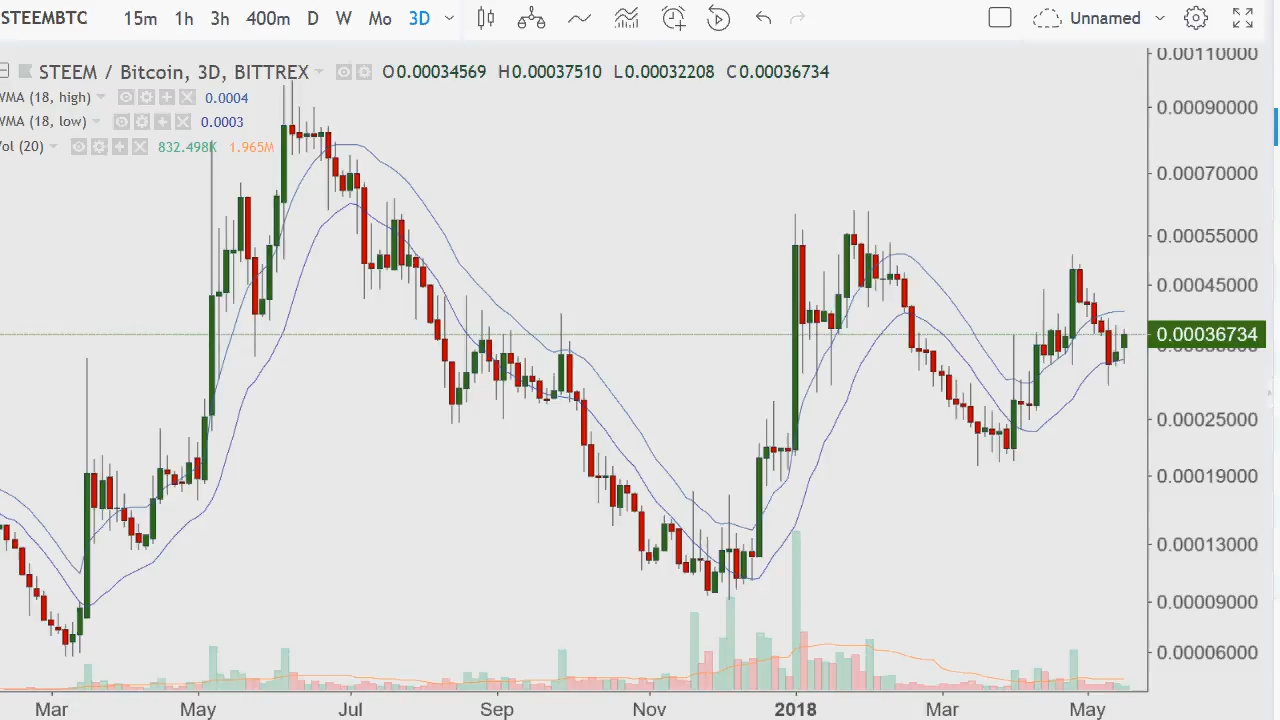 STEEMBTC 15m 1h 3h 400m D W Mo 3D Unnamed
STEEM / Bitcoin, 3D, BITTREX O0.00034569 H0.00037510 L0.00032208 C0.00036734
WMA (18, high) 0.0004
WMA (18, low) 0.0003
Vol (20) 832.498K 1.965M
0.00110000
0.00090000
0.00070000
0.00055000
0.00045000
0.00036734
0.00025000
0.00019000
0.00013000
0.00009000
0.00006000
Mar May Jul Sep Nov 2018 Mar May